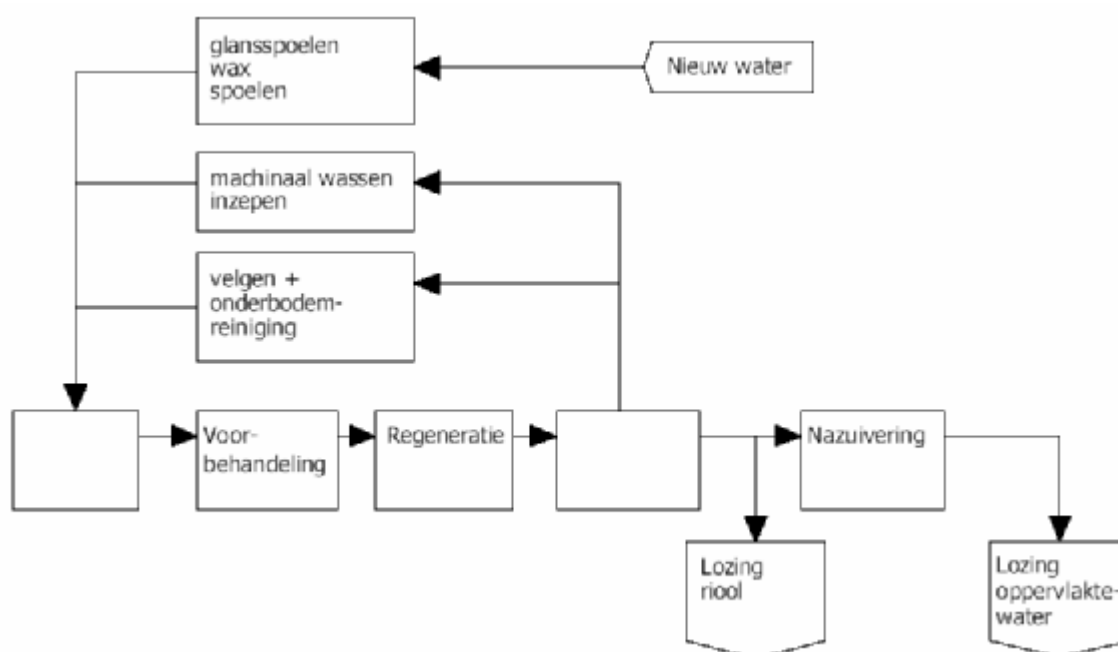 glansspoelen
wax
spoelen
Nieuw water
machinaal wassen
inzepen
velgen +
onderbodem-
reiniging
Voor-
behandeling
Regeneratie
Nazuivering
Lozing
riool
Lozing
oppervlakte-
water